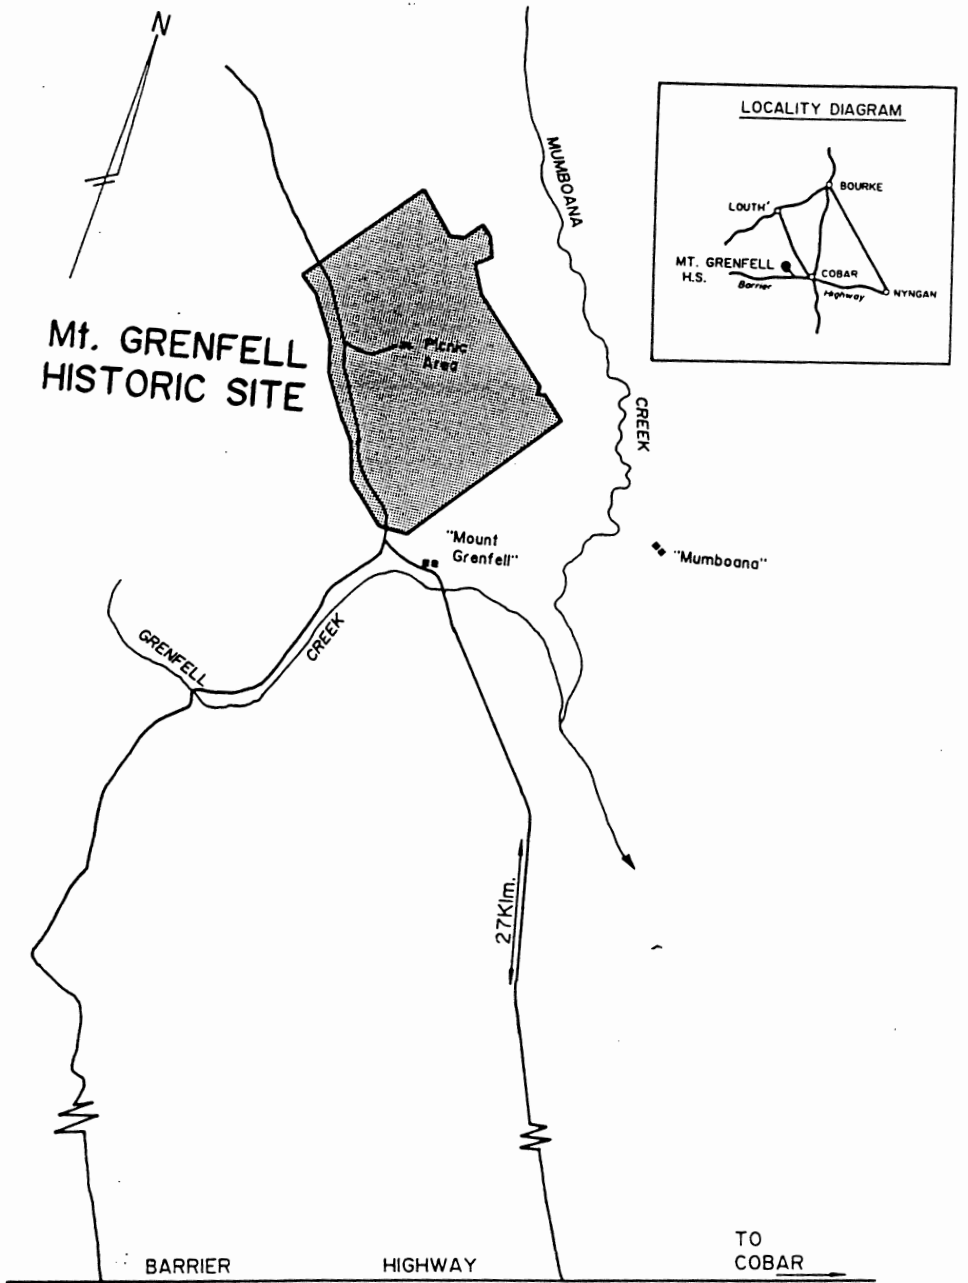 N
LOCALITY DIAGRAM
BOURKE
LOUTH
MT. GRENFELL
H.S.
COBAR
Barrier
Highway
NYNGAN
MUMBOANA
CREEK
Mt. GRENFELL
HISTORIC SITE
Picnic
Area
"Mount
Grenfell"
"Mumboana"
GRENFELL
CREEK
27Klm.
BARRIER
HIGHWAY
TO
COBAR